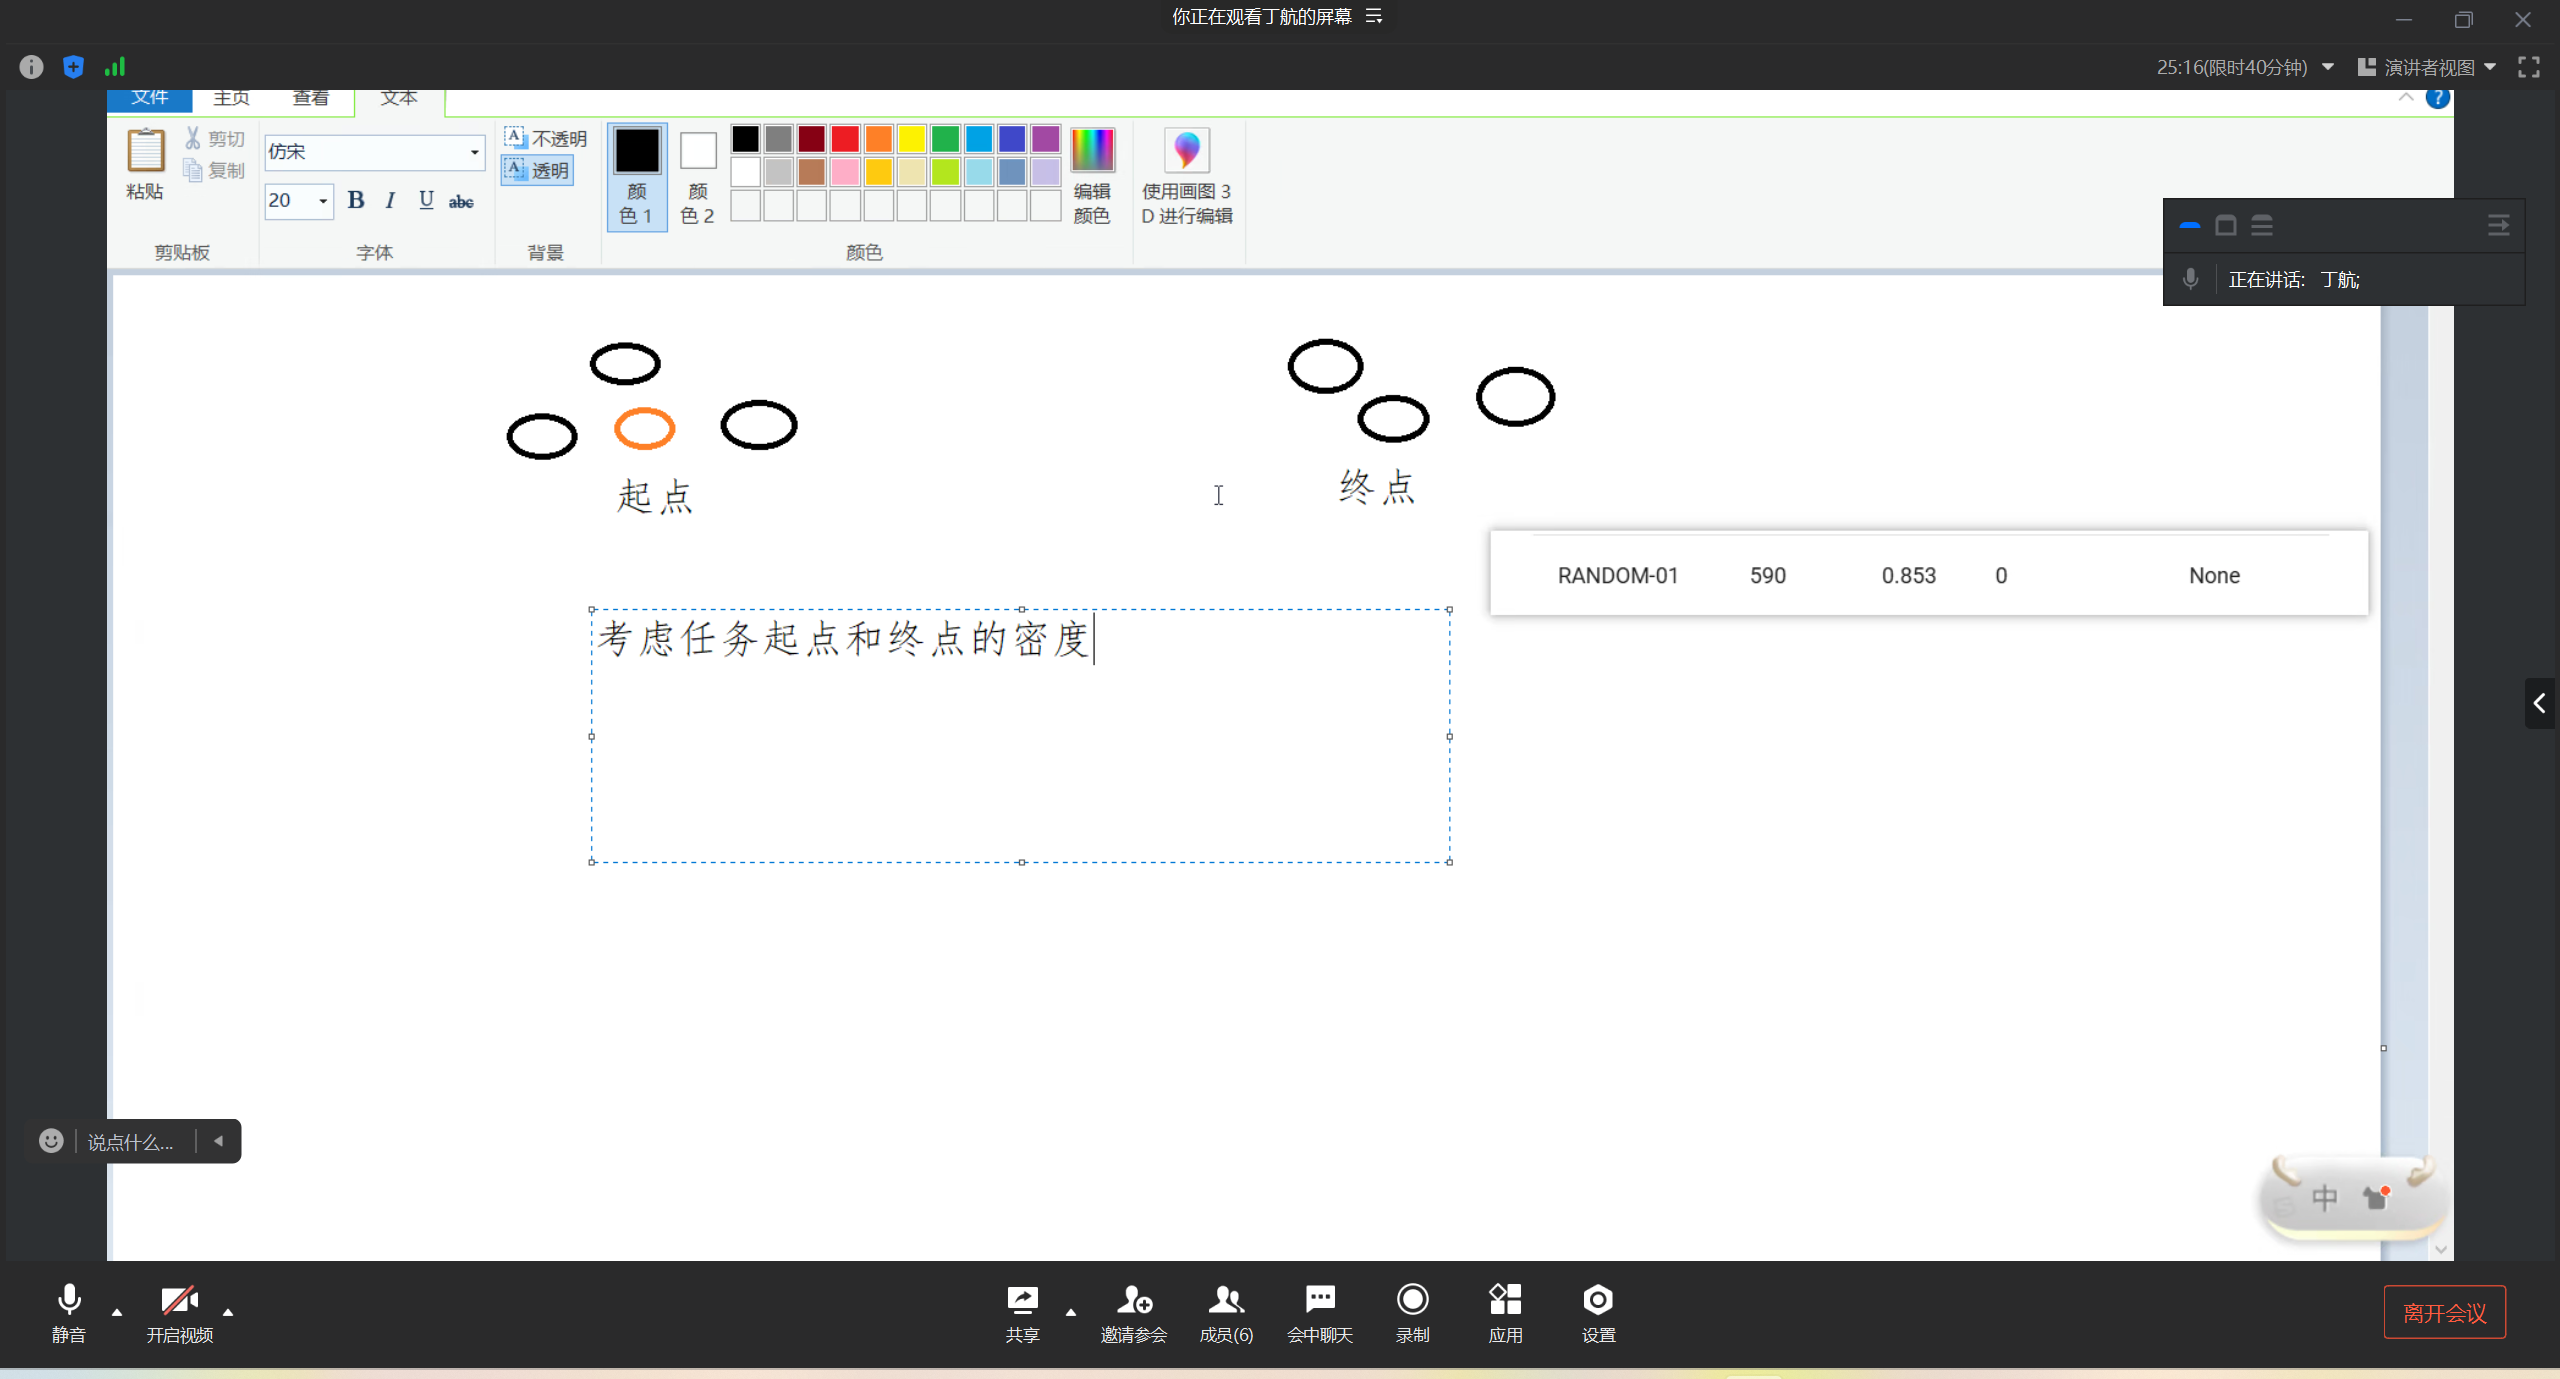 你正在观看丁航的屏幕
25:16(限时40分钟)
演讲者视图
文件 主页 查看 文本
粘贴
剪切
复制
剪贴板
仿宋
20
B I U abc
字体
不透明
透明
背景
颜色 1
颜色 2
编辑颜色
颜色
使用画图 3
D 进行编辑
正在讲话: 丁航;
起点
终点
RANDOM-01 590 0.853 0 None
考虑任务起点和终点的密度
说点什么...
中
静音
开启视频
共享
邀请参会
成员(6)
会中聊天
录制
应用
设置
离开会议